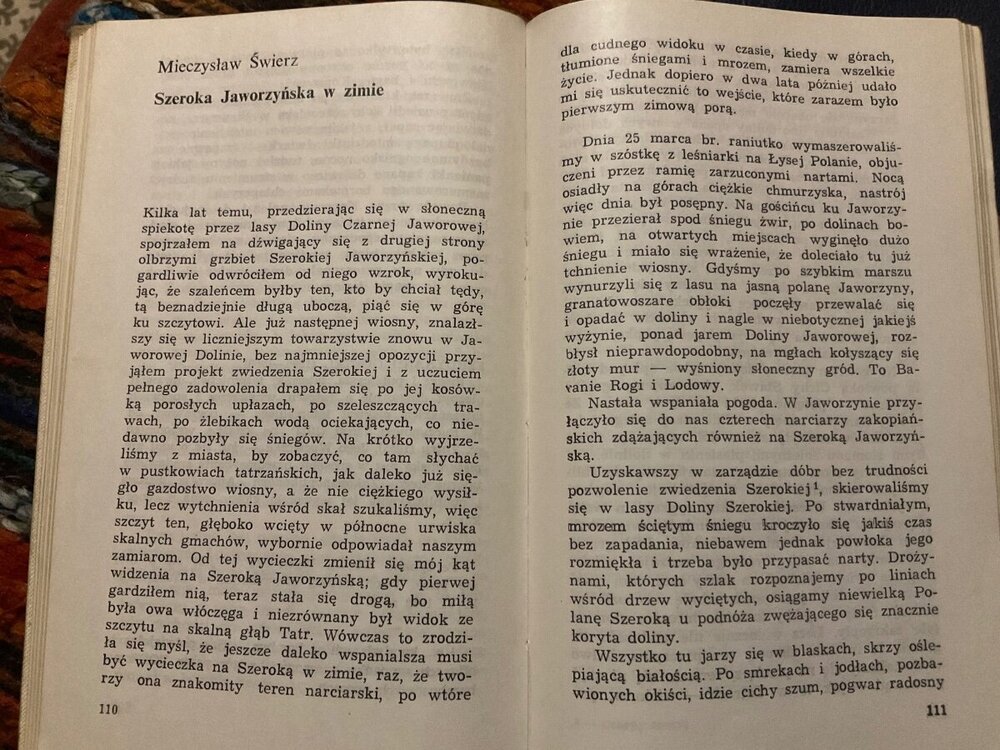 Mieczysław Świerz
Szeroka Jaworzyńska w zimie
Kilka lat temu, przedzierając się w słoneczną
spiekotę przez lasy Doliny Czarnej Jaworowej,
spojrzałem na dźwigający się z drugiej strony
olbrzymi grzbiet Szerokiej Jaworzyńskiej, po-
gardliwie odwróciłem od niego wzrok, wyroku-
jąc, że szaleńcem byłby ten, kto by chciał tędy,
tą beznadziejnie długą uboczą, piąć się w górę
ku szczytowi. Ale już następnej wiosny, znalazł-
szy się w liczniejszym towarzystwie znowu w Ja-
worowej Dolinie, bez najmniejszej opozycji przy-
jąłem projekt zwiedzenia Szerokiej i z uczuciem
pełnego zadowolenia drapałem się po jej kosów-
ką porosłych upłazach, po szeleszczących tra-
wach, po żlebikach wodą ociekających, co nie-
dawno pozbyły się śniegów. Na krótko wyjrze-
liśmy z miasta, by zobaczyć, co tam słychać
w pustkowiach tatrzańskich, jak daleko już się-
gło gazdostwo wiosny, a że nie ciężkiego wysił-
ku, lecz wytchnienia wśród skał szukaliśmy, więc
szczyt ten, głęboko wcięty w północne urwiska
skalnych gmachów, wybornie odpowiadał naszym
zamiarom. Od tej wycieczki zmienił się mój kąt
widzenia na Szeroką Jaworzyńską; gdy pierwej
gardziłem nią, teraz stała się drogą, bo miłą
była owa włóczęga i niezrównany był widok ze
szczytu na skalną głąb Tatr. Wówczas to zrodzi-
ła się myśl, że jeszcze daleko wspanialsza musi
być wycieczka na Szeroką w zimie, raz, że two-
rzy ona znakomity teren narciarski, po wtóre
110
dla cudnego widoku w czasie, kiedy w górach,
tłumione śniegami i mrozem, zamiera wszelkie
życie. Jednak dopiero w dwa lata później udało
mi się uskutecznić to wejście, które zarazem było
pierwszym zimową porą.
Dnia 25 marca br. raniutko wymaszerowaliś-
my w szóstkę z leśniarki na Łysej Polanie, obju-
czeni przez ramię zarzuconymi nartami. Nocą
osiadły na górach ciężkie chmurzyska, nastrój
więc dnia był posępny. Na gościńcu ku Jaworzy-
nie przezierał spod śniegu żwir, po dolinach bo-
wiem, na otwartych miejscach wyginęło dużo
śniegu i miało się wrażenie, że doleciało tu już
tchnienie wiosny. Gdyśmy po szybkim marszu
wynurzyli się z lasu na jasną polanę Jaworzyny,
granatowoszare obłoki poczęły przewalać się
i opadać w doliny i nagle w niebotycznej jakiejś
wyżynie, ponad jarem Doliny Jaworowej, roz-
błysł nieprawdopodobny, na mgłach kołyszący się
złoty mur — wyśniony słoneczny gród. To Ba-
ranie Rogi i Lodowy.
Nastała wspaniała pogoda. W Jaworzynie przy-
łączyło się do nas czterech narciarzy zakopiań-
skich zdążających również na Szeroką Jaworzyń-
ską.
Uzyskawszy w zarządzie dóbr bez trudności
pozwolenie zwiedzenia Szerokiej¹, skierowaliśmy
się w lasy Doliny Szerokiej. Po stwardniałym,
mrozem ściętym śniegu kroczyło się jakiś czas
bez zapadania, niebawem jednak powłoka jego
rozmiękła i trzeba było przypasać narty. Droży-
nami, których szlak rozpoznajemy po liniach
wśród drzew wyciętych, osiągamy niewielką Po-
lanę Szeroką u podnóża zwężającego się znacznie
koryta doliny.
Wszystko tu jarzy się w blaskach, skrzy ośle-
piającą białością. Po smrekach i jodłach, pozba-
wionych okiści, idzie cichy szum, pogwar radosny
111